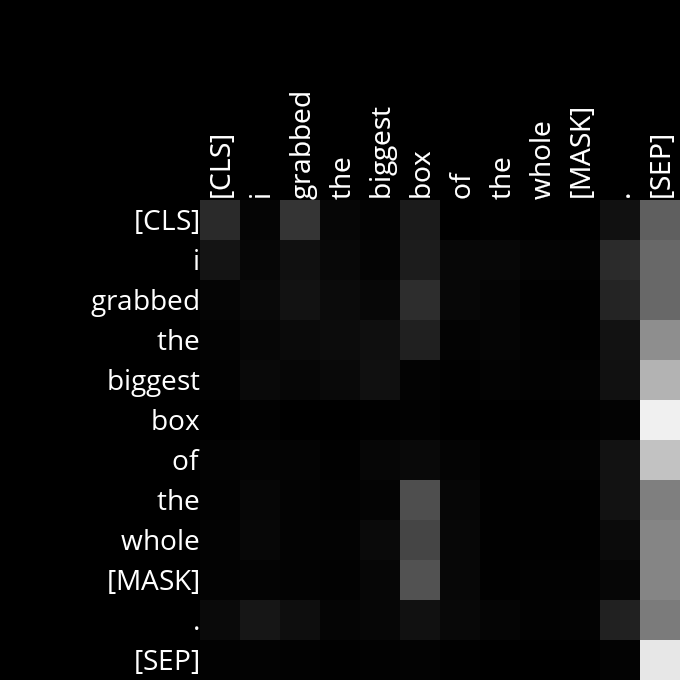 [CLS] i grabbed the biggest box of the whole [MASK] . [SEP]
[CLS]
i
grabbed
the
biggest
box
of
the
whole
[MASK]
.
[SEP]